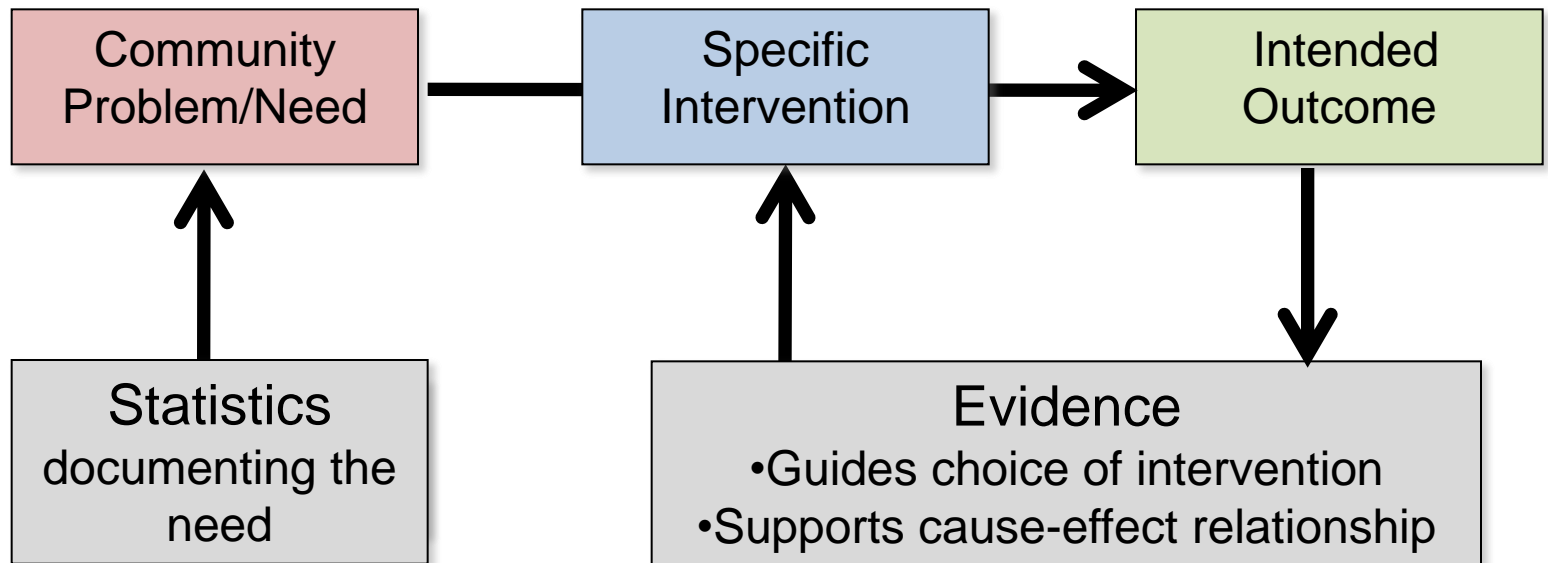 Community
Problem/Need
Specific
Intervention
Intended
Outcome
Statistics
documenting the
need
Evidence
•Guides choice of intervention
•Supports cause-effect relationship